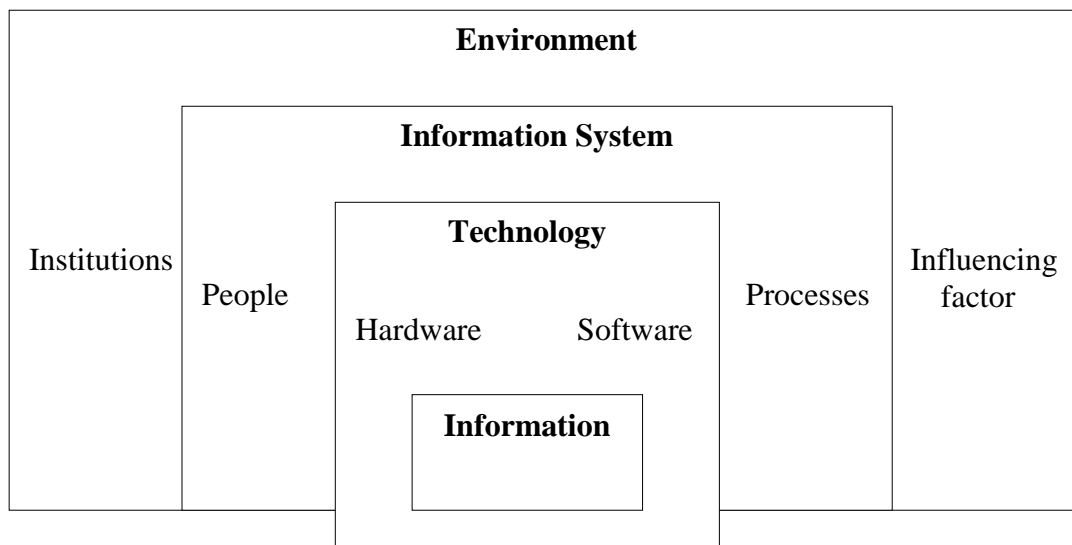 Environment
Information System
Technology
Institutions
Influencing
factor
People
Processes
Hardware
Software
Information